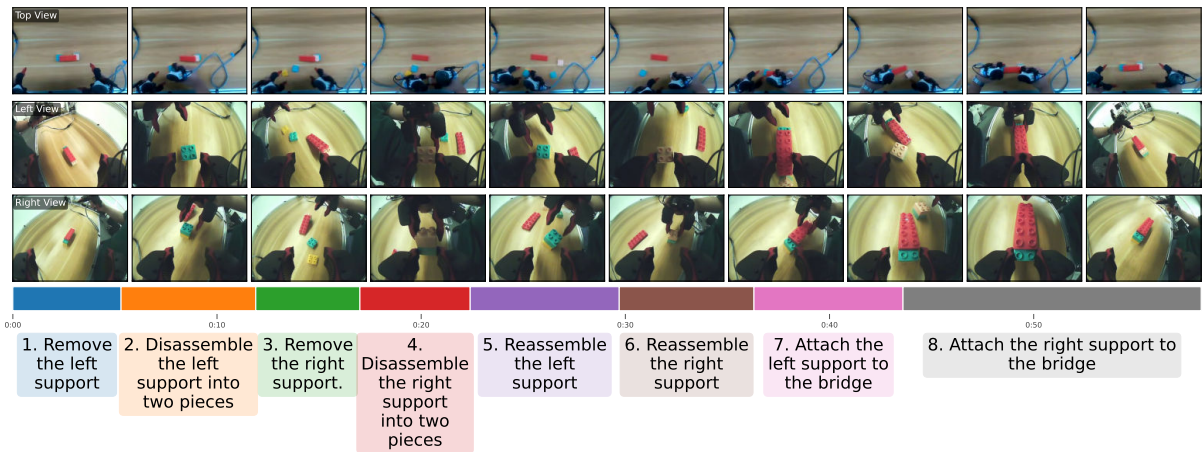 Top View
Left View
Right View
0:00
0:10
0:20
0:30
0:40
0:50
1. Remove
the left
support
2. Disassemble
the left
support into
two pieces
3. Remove
the right
support.
4.
Disassemble
the right
support
into two
pieces
5. Reassemble
the left
support
6. Reassemble
the right
support
7. Attach the
left support to
the bridge
8. Attach the right support to
the bridge